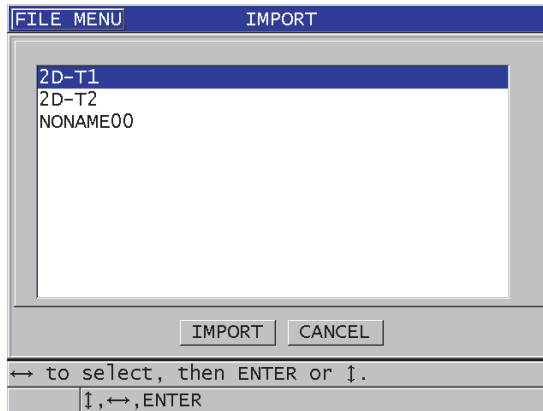 FILE MENU IMPORT
2D-T1
2D-T2
NONAME00
IMPORT CANCEL
↔ to select, then ENTER or ↕.
↕,↔,ENTER